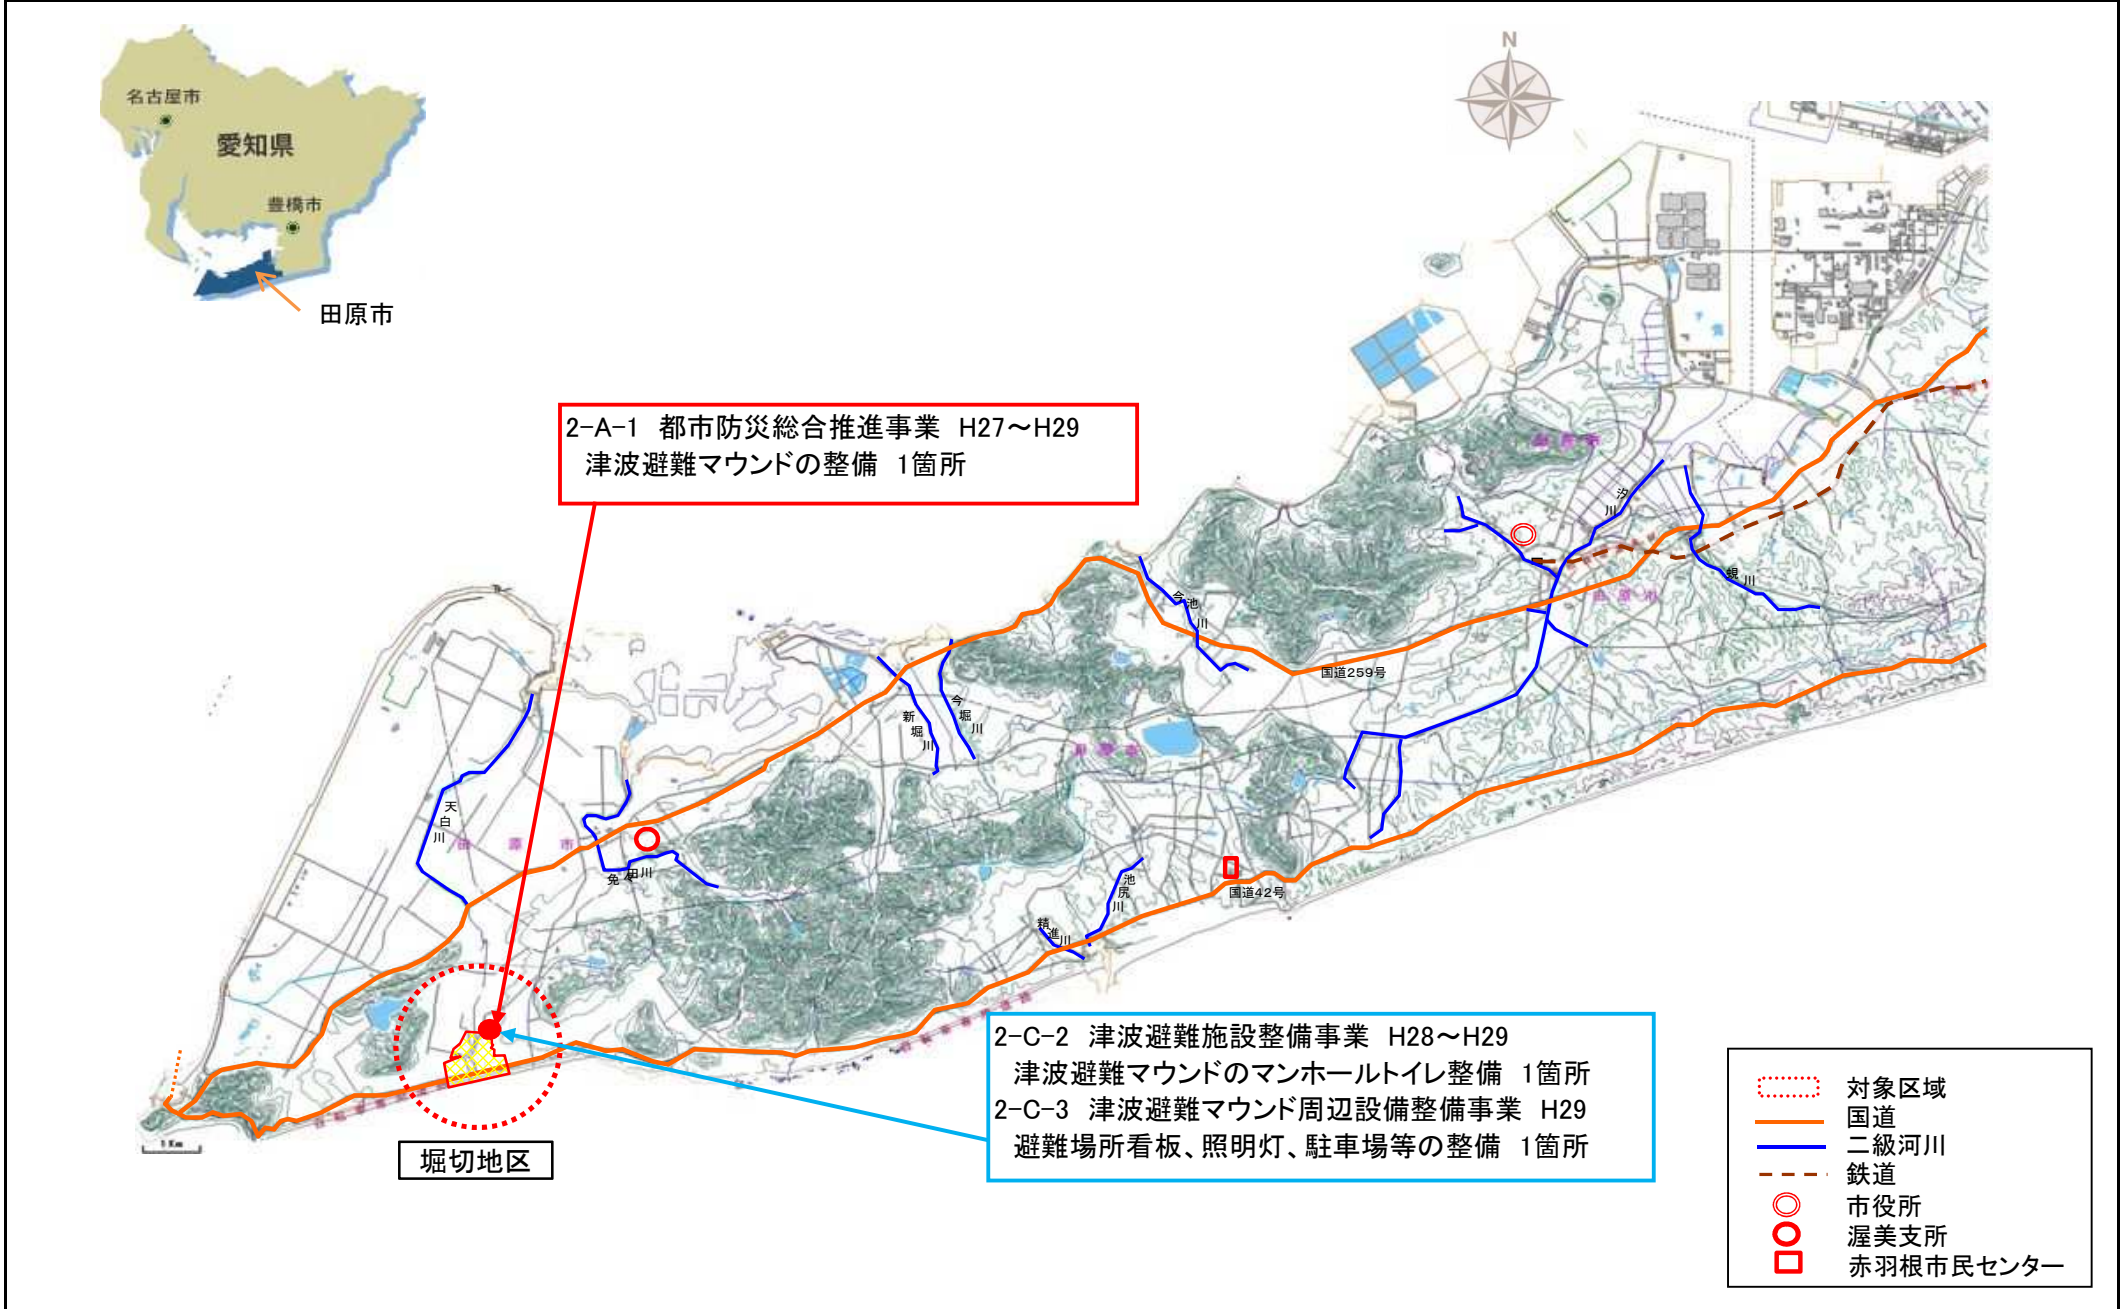 名古屋市
愛知県
豊橋市
田原市
N
2-A-1 都市防災総合推進事業 H27～H29
津波避難マウンドの整備 1箇所
汐川
蜆川
今池川
田原市
国道259号
今堀川
新堀川
天白川
田原市
免々田川
池尻川
精進川
国道42号
2-C-2 津波避難施設整備事業 H28～H29
津波避難マウンドのマンホールトイレ整備 1箇所
2-C-3 津波避難マウンド周辺設備整備事業 H29
避難場所看板、照明灯、駐車場等の整備 1箇所
堀切地区
1 Km
対象区域
国道
二級河川
鉄道
市役所
渥美支所
赤羽根市民センター